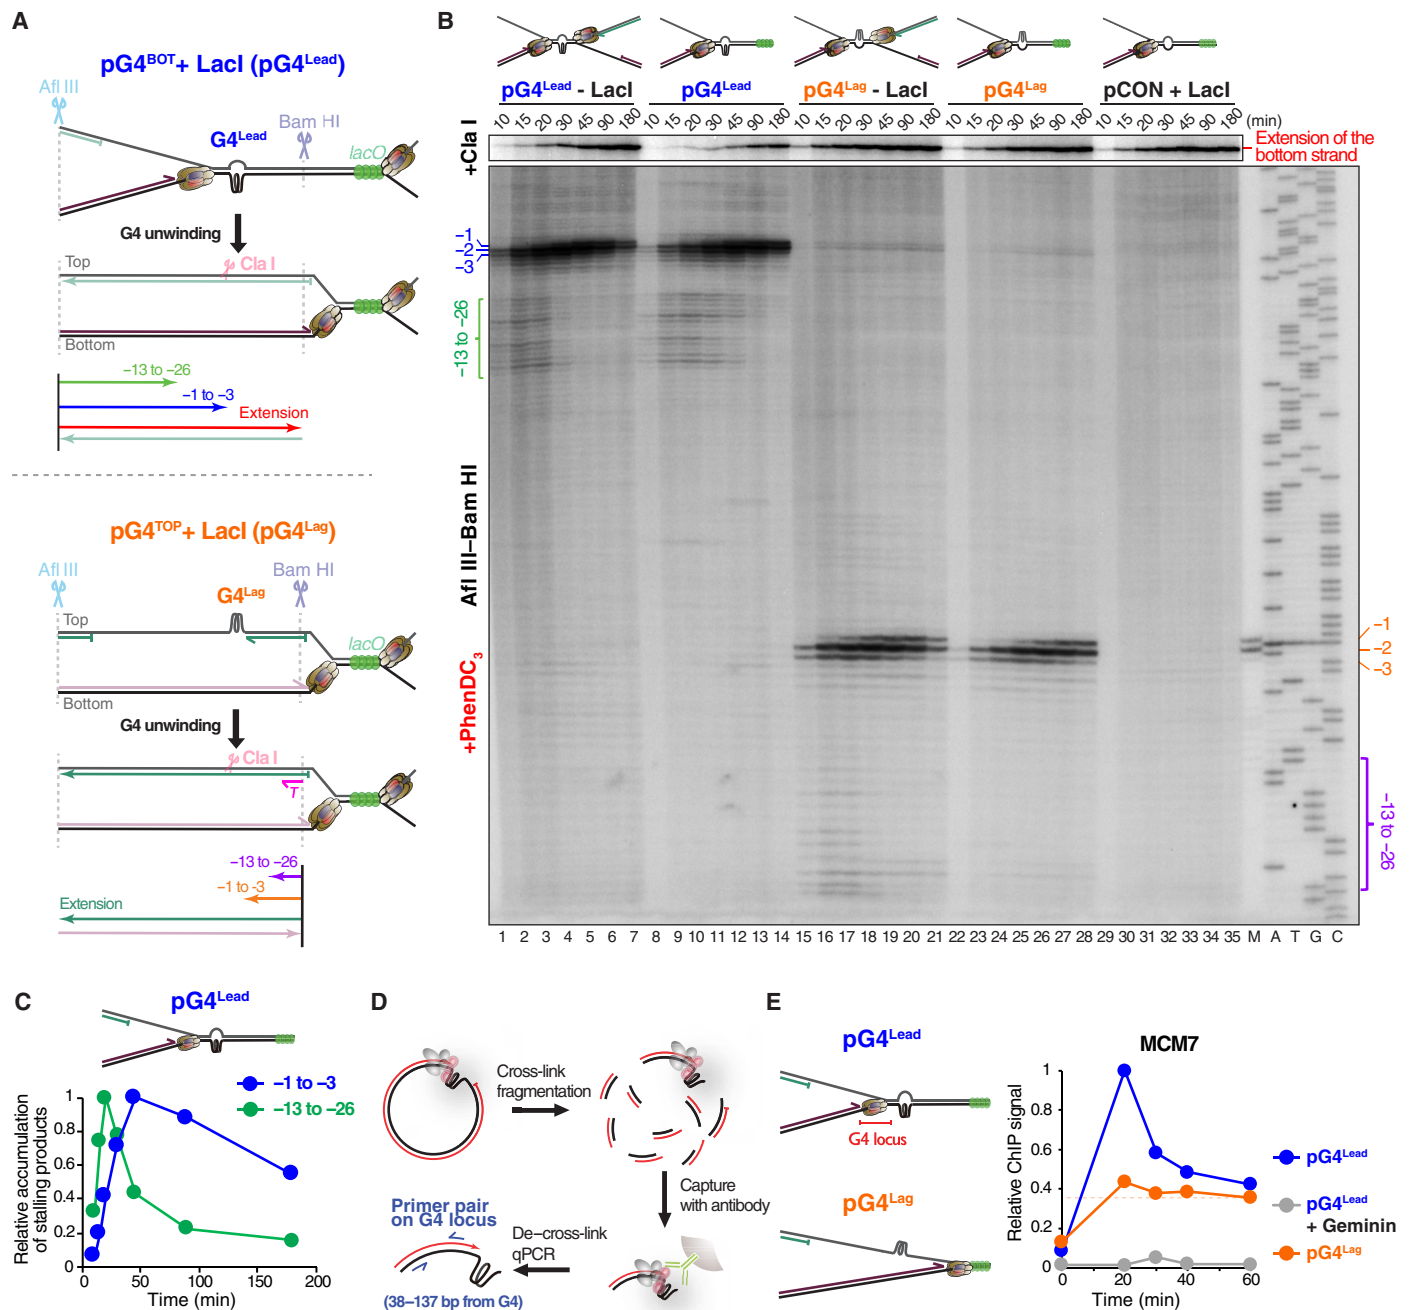 A
pG4BOT+ LacI (pG4Lead)
Afl III
G4Lead
Bam HI
lacO
G4 unwinding
Top
Cla I
Bottom
−13 to −26
−1 to −3
Extension
pG4TOP+ LacI (pG4Lag)
Afl III
Bam HI
G4Lag
Top
lacO
Bottom
G4 unwinding
Cla I
T
−13 to −26
−1 to -3
Extension
B
pG4Lead - LacI
pG4Lead
pG4Lag - LacI
pG4Lag
pCON + LacI
10 15 20 30 45 90 180 10 15 20 30 45 90 180 10 15 20 30 45 90 180 10 15 20 30 45 90 180 10 15 20 30 45 90 180 (min)
+Cla I
Extension of the
bottom strand
−1
−2
−3
−13 to −26
Afl III–Bam HI
+PhenDC3
−1
−2
−3
−13 to −26
1 2 3 4 5 6 7 8 9 10 11 12 13 14 15 16 17 18 19 20 21 22 23 24 25 26 27 28 29 30 31 32 33 34 35 M A T G C
C
pG4Lead
−1 to −3
−13 to −26
Relative accumulation
of stalling products
1
0.8
0.6
0.4
0.2
0
0 50 100 150 200
Time (min)
D
Cross-link
fragmentation
Capture
with antibody
De−cross-link
qPCR
Primer pair
on G4 locus
(38–137 bp from G4)
E
pG4Lead
G4 locus
pG4Lag
MCM7
Relative ChIP signal
1
0.8
0.6
0.4
0.2
0
0 20 40 60
Time (min)
pG4Lead
pG4Lead
+ Geminin
pG4Lag